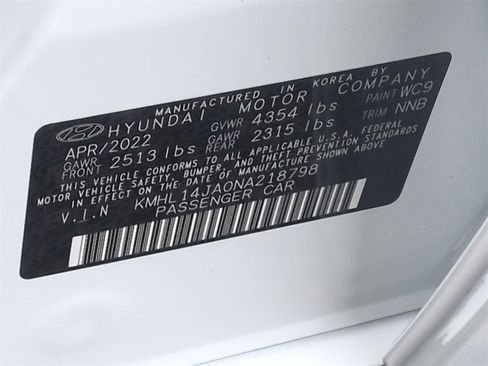 MANUFACTURED IN KOREA BY
HYUNDAI MOTOR COMPANY
APR/2022 GVWR 4354 lbs PAINT WC9
GAWR FRONT 2513 lbs GAWR REAR 2315 lbs TRIM NNB
THIS VEHICLE CONFORMS TO ALL APPLICABLE U.S.A. FEDERAL
MOTOR VEHICLE SAFETY, BUMPER, AND THEFT PREVENTION STANDARDS
IN EFFECT ON THE DATE OF MANUFACTURE SHOWN ABOVE.
V.I.N KMHL14JA0NA218798
PASSENGER CAR